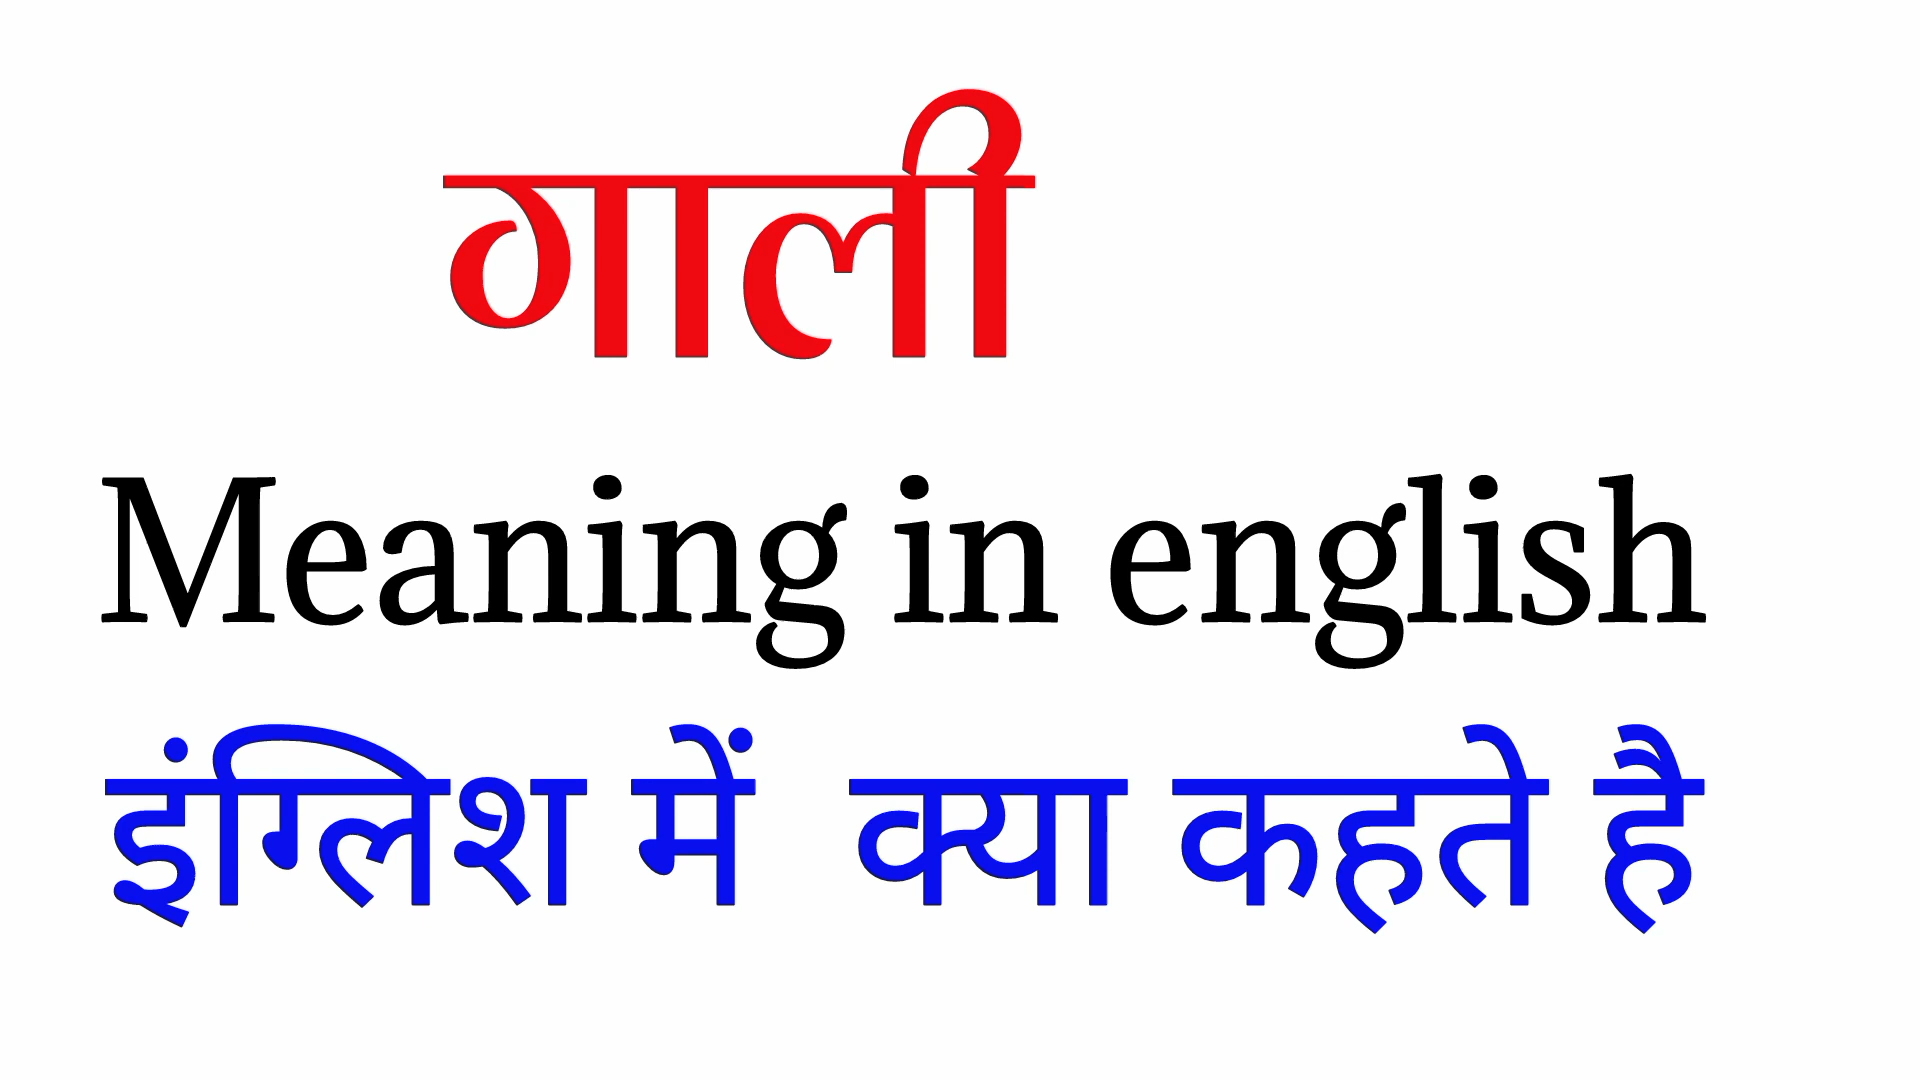 गाली
Meaning in english
इंग्लिश में क्या कहते है